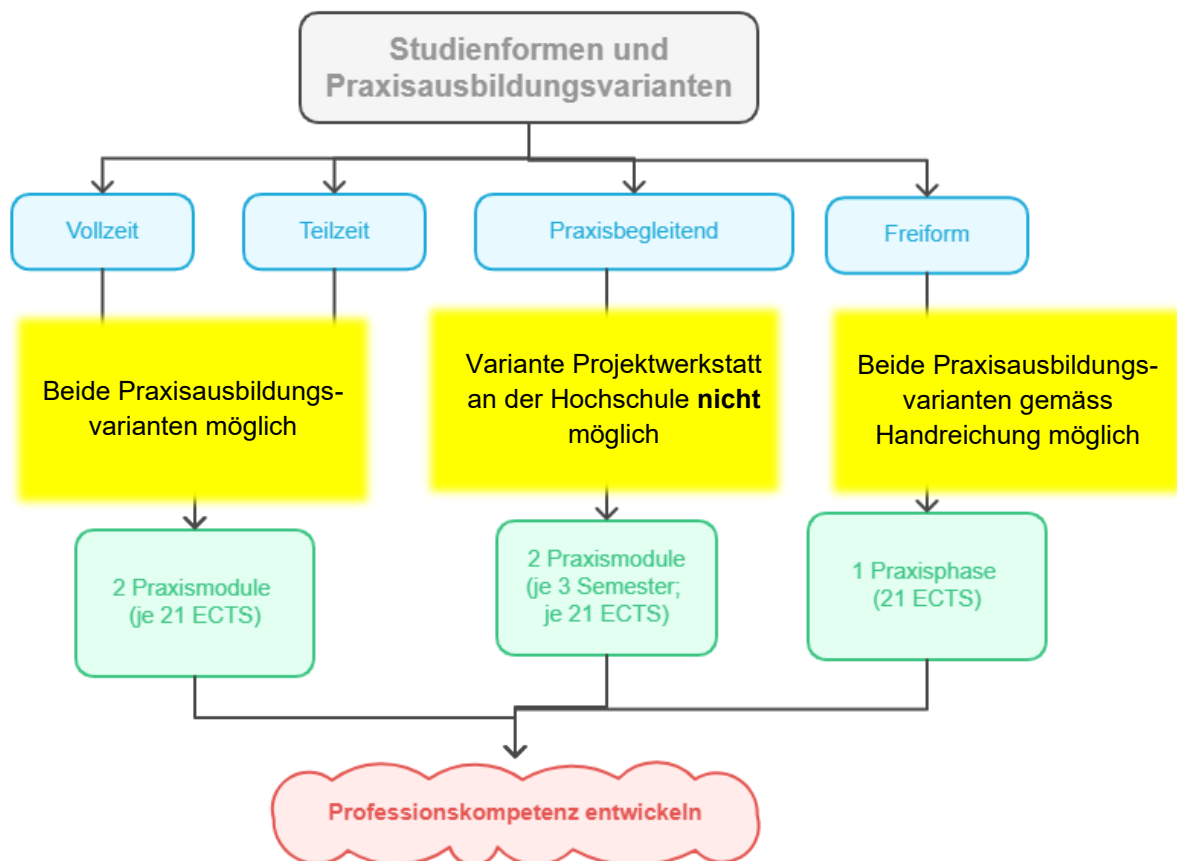 Studienformen und
Praxisausbildungsvarianten
Vollzeit
Teilzeit
Praxisbegleitend
Freiform
Beide Praxisausbildungs-
varianten möglich
Variante Projektwerkstatt
an der Hochschule nicht
möglich
Beide Praxisausbildungs-
varianten gemäss
Handreichung möglich
2 Praxismodule
(je 21 ECTS)
2 Praxismodule
(je 3 Semester;
je 21 ECTS)
1 Praxisphase
(21 ECTS)
Professionskompetenz entwickeln